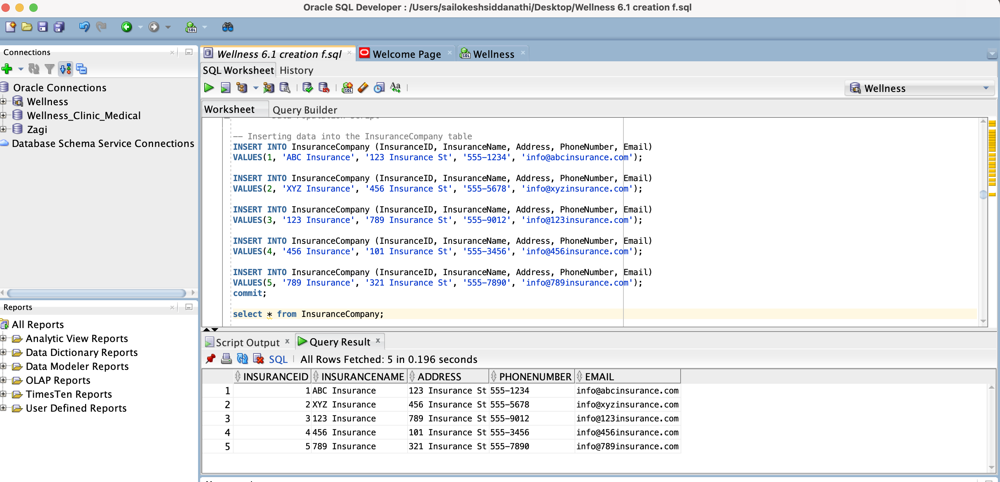 Oracle SQL Developer : /Users/sailokeshsiddanathi/Desktop/Wellness 6.1 creation f.sql
Connections
Oracle Connections
Wellness
Wellness_Clinic_Medical
Zagi
Database Schema Service Connections
Reports
All Reports
Analytic View Reports
Data Dictionary Reports
Data Modeler Reports
OLAP Reports
TimesTen Reports
User Defined Reports
Wellness 6.1 creation f.sql
Welcome Page
Wellness
SQL Worksheet
History
Wellness
Worksheet
Query Builder
-- Inserting data into the InsuranceCompany table
INSERT INTO InsuranceCompany (InsuranceID, InsuranceName, Address, PhoneNumber, Email)
VALUES(1, 'ABC Insurance', '123 Insurance St', '555-1234', 'info@abcinsurance.com');
INSERT INTO InsuranceCompany (InsuranceID, InsuranceName, Address, PhoneNumber, Email)
VALUES(2, 'XYZ Insurance', '456 Insurance St', '555-5678', 'info@xyzinsurance.com');
INSERT INTO InsuranceCompany (InsuranceID, InsuranceName, Address, PhoneNumber, Email)
VALUES(3, '123 Insurance', '789 Insurance St', '555-9012', 'info@123insurance.com');
INSERT INTO InsuranceCompany (InsuranceID, InsuranceName, Address, PhoneNumber, Email)
VALUES(4, '456 Insurance', '101 Insurance St', '555-3456', 'info@456insurance.com');
INSERT INTO InsuranceCompany (InsuranceID, InsuranceName, Address, PhoneNumber, Email)
VALUES(5, '789 Insurance', '321 Insurance St', '555-7890', 'info@789insurance.com');
commit;
select * from InsuranceCompany;
Script Output
Query Result
SQL All Rows Fetched: 5 in 0.196 seconds
INSURANCEID INSURANCENAME ADDRESS PHONENUMBER EMAIL
1 1 ABC Insurance 123 Insurance St 555-1234 info@abcinsurance.com
2 2 XYZ Insurance 456 Insurance St 555-5678 info@xyzinsurance.com
3 3 123 Insurance 789 Insurance St 555-9012 info@123insurance.com
4 4 456 Insurance 101 Insurance St 555-3456 info@456insurance.com
5 5 789 Insurance 321 Insurance St 555-7890 info@789insurance.com